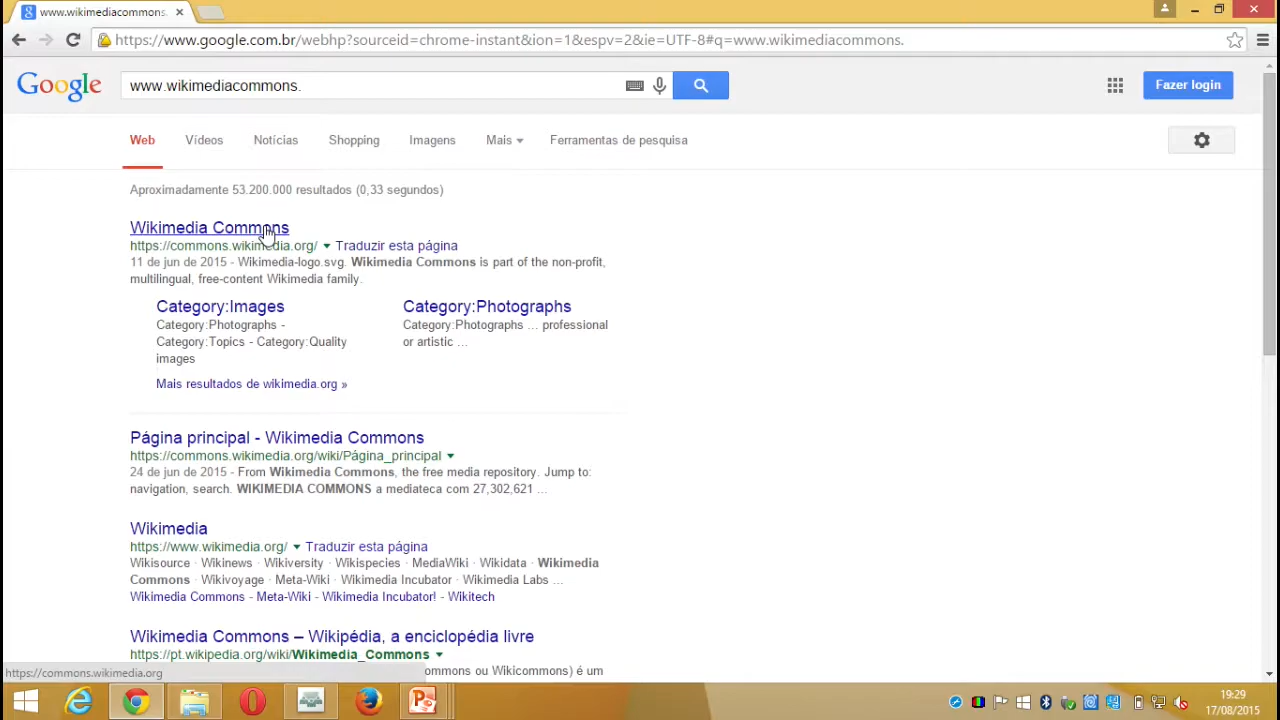 www.wikimediacommons.
https://www.google.com.br/webhp?sourceid=chrome-instant&ion=1&espv=2&ie=UTF-8#q=www.wikimediacommons.
Google
www.wikimediacommons.
Fazer login
Web Vídeos Notícias Shopping Imagens Mais Ferramentas de pesquisa
Aproximadamente 53.200.000 resultados (0,33 segundos)
Wikimedia Commons
https://commons.wikimedia.org/ Traduzir esta página
11 de jun de 2015 - Wikimedia-logo.svg. Wikimedia Commons is part of the non-profit,
multilingual, free-content Wikimedia family.
Category:Images
Category:Photographs -
Category:Topics - Category:Quality
images
Category:Photographs
Category:Photographs ... professional
or artistic ...
Mais resultados de wikimedia.org »
Página principal - Wikimedia Commons
https://commons.wikimedia.org/wiki/Página_principal
24 de jun de 2015 - From Wikimedia Commons, the free media repository. Jump to:
navigation, search. WIKIMEDIA COMMONS a mediateca com 27,302,621 ...
Wikimedia
https://www.wikimedia.org/ Traduzir esta página
Wikisource · Wikinews · Wikiversity · Wikispecies · MediaWiki · Wikidata · Wikimedia
Commons · Wikivoyage · Meta-Wiki · Wikimedia Incubator · Wikimedia Labs ...
Wikimedia Commons - Meta-Wiki - Wikimedia Incubator! - Wikitech
Wikimedia Commons – Wikipédia, a enciclopédia livre
https://pt.wikipedia.org/wiki/Wikimedia_Commons
https://commons.wikimedia.org
ommons ou Wikicommons) é um
19:29
17/08/2015